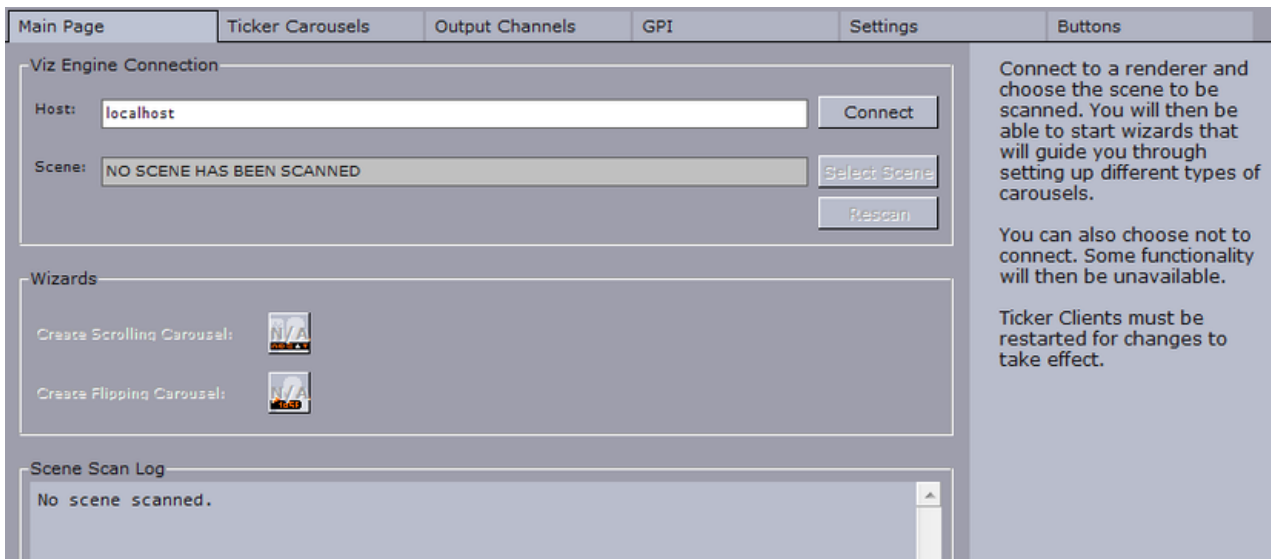 Main Page Ticker Carousels Output Channels GPI Settings Buttons
Viz Engine Connection
Host: localhost Connect
Scene: NO SCENE HAS BEEN SCANNED Select Scene
Rescan
Wizards
Create Scrolling Carousel: N/A
Create Flipping Carousel: N/A
Scene Scan Log
No scene scanned.
Connect to a renderer and
choose the scene to be
scanned. You will then be
able to start wizards that
will guide you through
setting up different types of
carousels.
You can also choose not to
connect. Some functionality
will then be unavailable.
Ticker Clients must be
restarted for changes to
take effect.